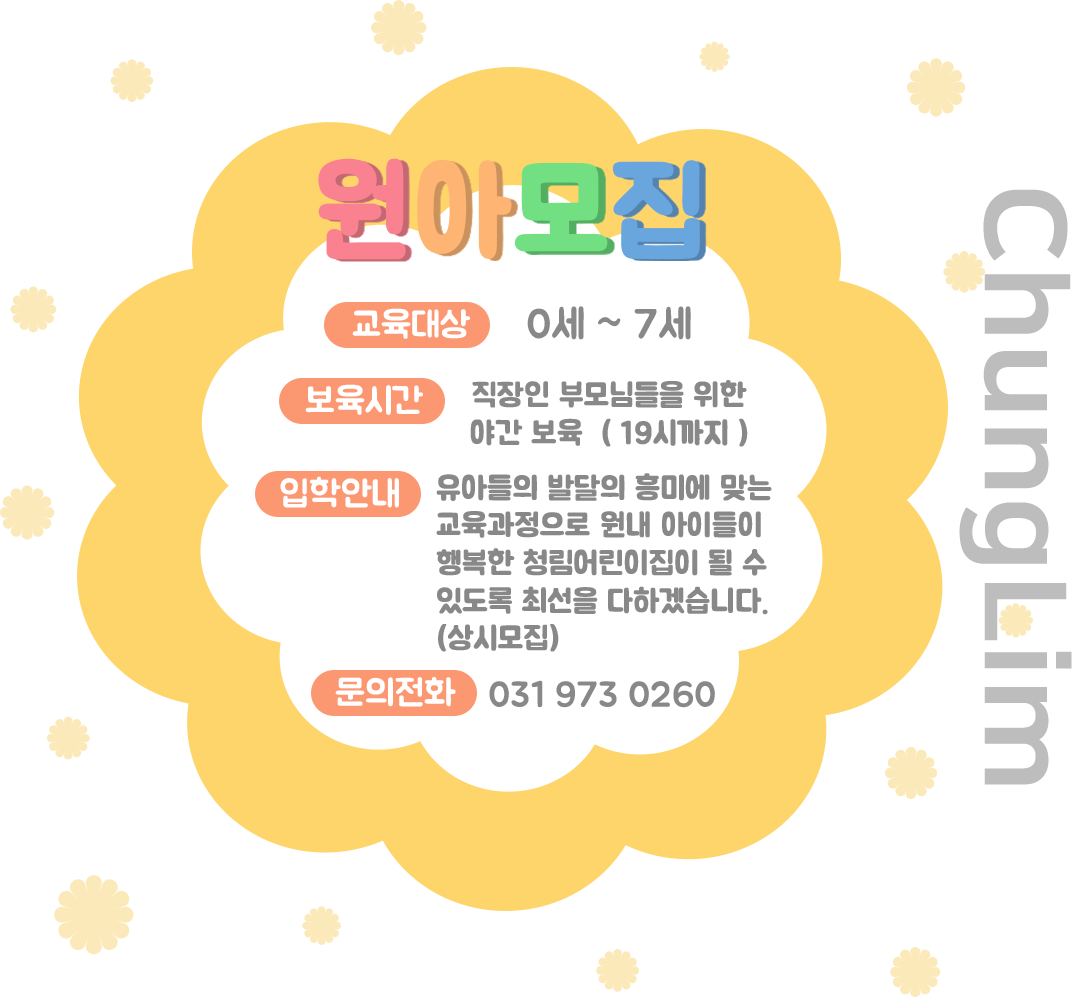 원아모집
교육대상 0세 ~ 7세
보육시간 직장인 부모님들을 위한
야간 보육 ( 19시까지 )
입학안내 유아들의 발달의 흥미에 맞는
교육과정으로 원내 아이들이
행복한 청림어린이집이 될 수
있도록 최선을 다하겠습니다.
(상시모집)
문의전화 031 973 0260
ChungLim